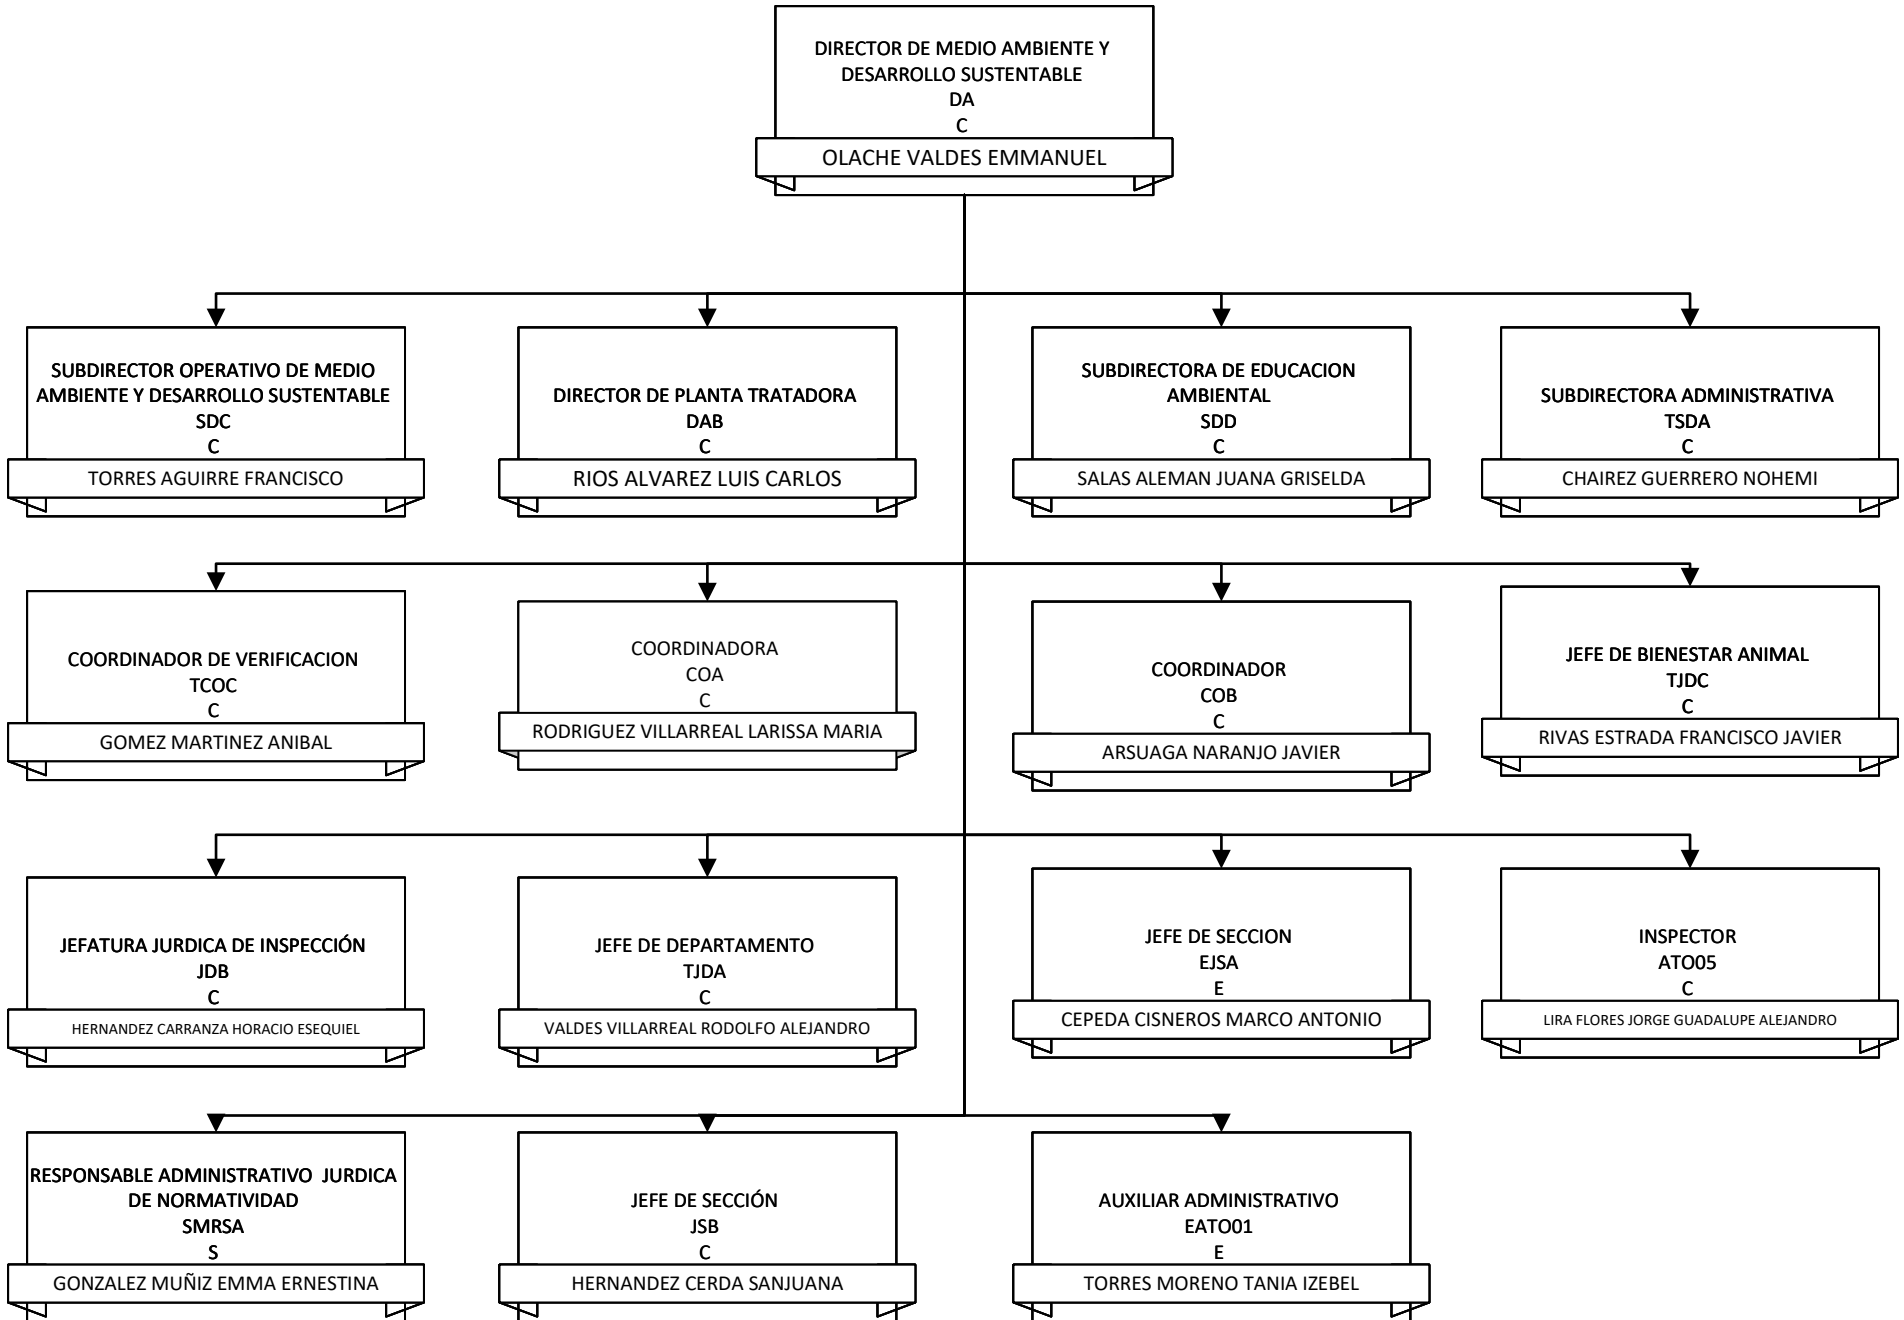 DIRECTOR DE MEDIO AMBIENTE Y
DESARROLLO SUSTENTABLE
DA
C
OLACHE VALDES EMMANUEL
SUBDIRECTOR OPERATIVO DE MEDIO
AMBIENTE Y DESARROLLO SUSTENTABLE
SDC
C
TORRES AGUIRRE FRANCISCO
DIRECTOR DE PLANTA TRATADORA
DAB
C
RIOS ALVAREZ LUIS CARLOS
SUBDIRECTORA DE EDUCACION
AMBIENTAL
SDD
C
SALAS ALEMAN JUANA GRISELDA
SUBDIRECTORA ADMINISTRATIVA
TSDA
C
CHAIREZ GUERRERO NOHEMI
COORDINADOR DE VERIFICACION
TCOC
C
GOMEZ MARTINEZ ANIBAL
COORDINADORA
COA
C
RODRIGUEZ VILLARREAL LARISSA MARIA
COORDINADOR
COB
C
ARSUAGA NARANJO JAVIER
JEFE DE BIENESTAR ANIMAL
TJDC
C
RIVAS ESTRADA FRANCISCO JAVIER
JEFATURA JURDICA DE INSPECCIÓN
JDB
C
HERNANDEZ CARRANZA HORACIO ESEQUIEL
JEFE DE DEPARTAMENTO
TJDA
C
VALDES VILLARREAL RODOLFO ALEJANDRO
JEFE DE SECCION
EJSA
E
CEPEDA CISNEROS MARCO ANTONIO
INSPECTOR
ATO05
C
LIRA FLORES JORGE GUADALUPE ALEJANDRO
RESPONSABLE ADMINISTRATIVO JURDICA
DE NORMATIVIDAD
SMRSA
S
GONZALEZ MUÑIZ EMMA ERNESTINA
JEFE DE SECCIÓN
JSB
C
HERNANDEZ CERDA SANJUANA
AUXILIAR ADMINISTRATIVO
EATO01
E
TORRES MORENO TANIA IZEBEL